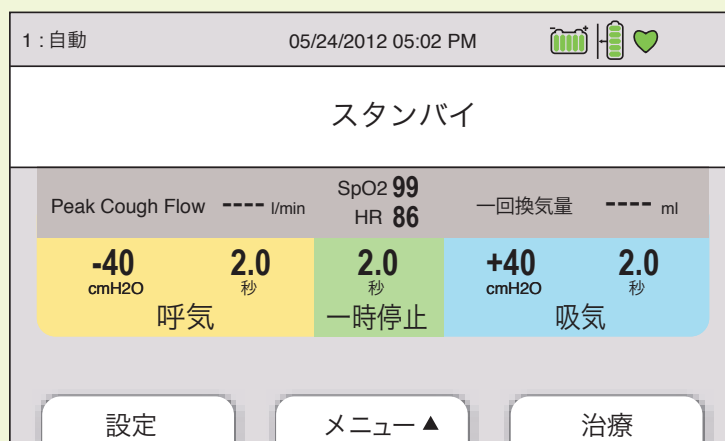 1 : 自動 05/24/2012 05:02 PM
スタンバイ
Peak Cough Flow ---- l/min SpO2 99 HR 86 一回換気量 ---- ml
-40 cmH2O 2.0 秒 呼気
2.0 秒 一時停止
+40 cmH2O 2.0 秒 吸気
設定 メニュー▲ 治療